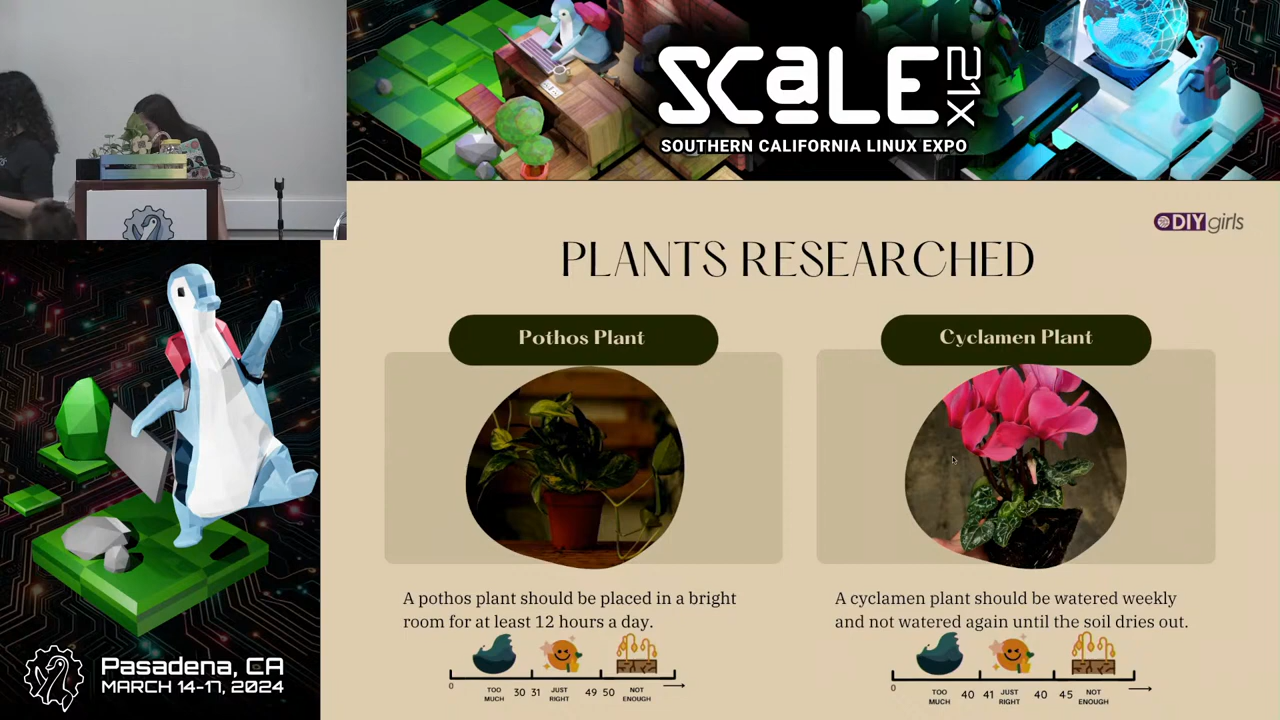 SCaLE 21X
SOUTHERN CALIFORNIA LINUX EXPO
DIY girls
PLANTS RESEARCHED
Pothos Plant
Cyclamen Plant
A pothos plant should be placed in a bright
room for at least 12 hours a day.
A cyclamen plant should be watered weekly
and not watered again until the soil dries out.
0 TOO MUCH 30 31 JUST RIGHT 49 50 NOT ENOUGH
0 TOO MUCH 40 41 JUST RIGHT 40 45 NOT ENOUGH
Pasadena, CA
MARCH 14-17, 2024